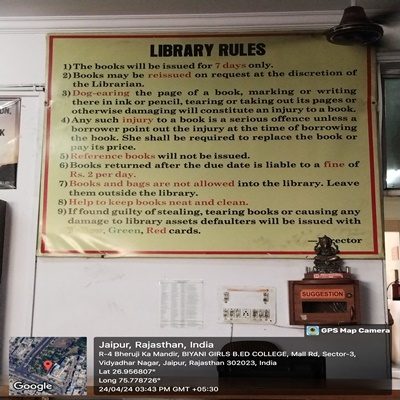 LIBRARY RULES
1) The books will be issued for 7 days only.
2) Books may be reissued on request at the discretion of
the Librarian.
3) Dog-earing the page of a book, marking or writing
there in ink or pencil, tearing or taking out its pages or
otherwise damaging will constitute an injury to a book.
4) Any such injury to a book is a serious offence unless a
borrower point out the injury at the time of borrowing
the book. She shall be required to replace the book or
pay its price.
5) Reference books will not be issued.
6) Books returned after the due date is liable to a fine of
Rs. 2 per day.
7) Books and bags are not allowed into the library. Leave
them outside the library.
8) Help to keep books neat and clean.
9) If found guilty of stealing, tearing books or causing any
damage to library assets defaulters will be issued with
Green, Red cards.
SUGGESTION
GPS Map Camera
Jaipur, Rajasthan, India
R-4 Bheruji Ka Mandir, BIYANI GIRLS B.ED COLLEGE, Mall Rd, Sector-3,
Vidyadhar Nagar, Jaipur, Rajasthan 302023, India
Lat 26.956807°
Long 75.778726°
24/04/24 03:43 PM GMT +05:30
Google